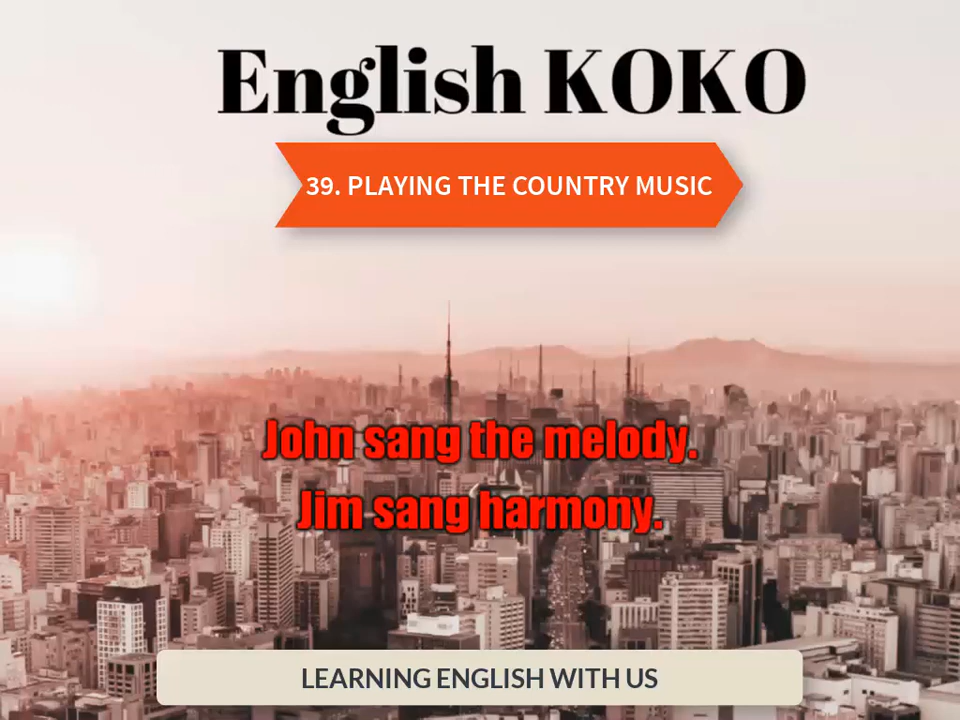 English KOKO
39. PLAYING THE COUNTRY MUSIC
John sang the melody.
Jim sang harmony.
LEARNING ENGLISH WITH US